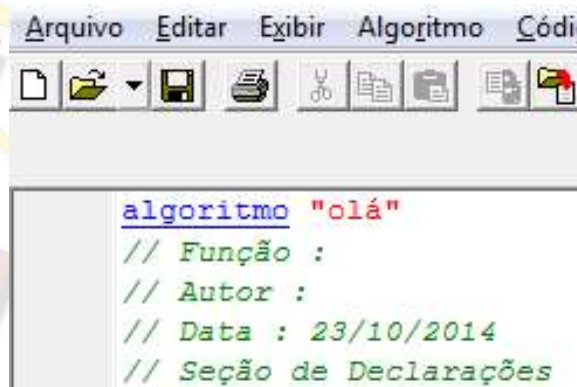 Arquivo Editar Exibir Algoritmo
algoritmo "olá"
// Função :
// Autor :
// Data : 23/10/2014
// Seção de Declarações